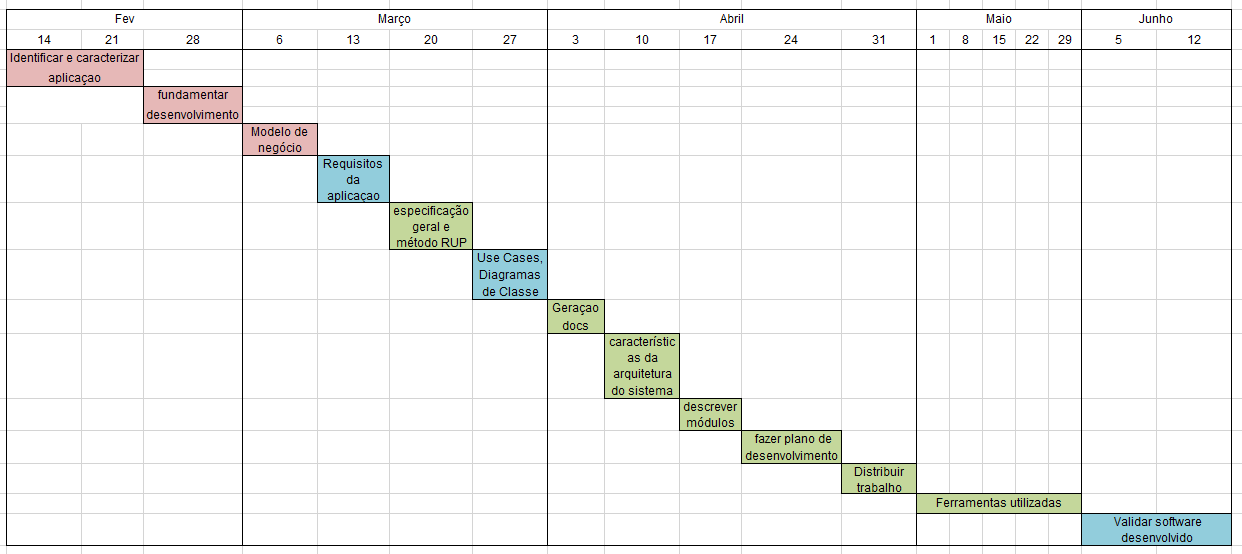 Fev Março Abril Maio Junho
14 21 28 6 13 20 27 3 10 17 24 31 1 8 15 22 29 5 12
Identificar e caracterizar
aplicaçao
fundamentar
desenvolvimento
Modelo de
negócio
Requisitos
da
aplicaçao
especificação
geral e
método RUP
Use Cases,
Diagramas
de Classe
Geraçao
docs
característic
as da
arquitetura
do sistema
descrever
módulos
fazer plano de
desenvolvimento
Distribuir
trabalho
Ferramentas utilizadas
Validar software
desenvolvido